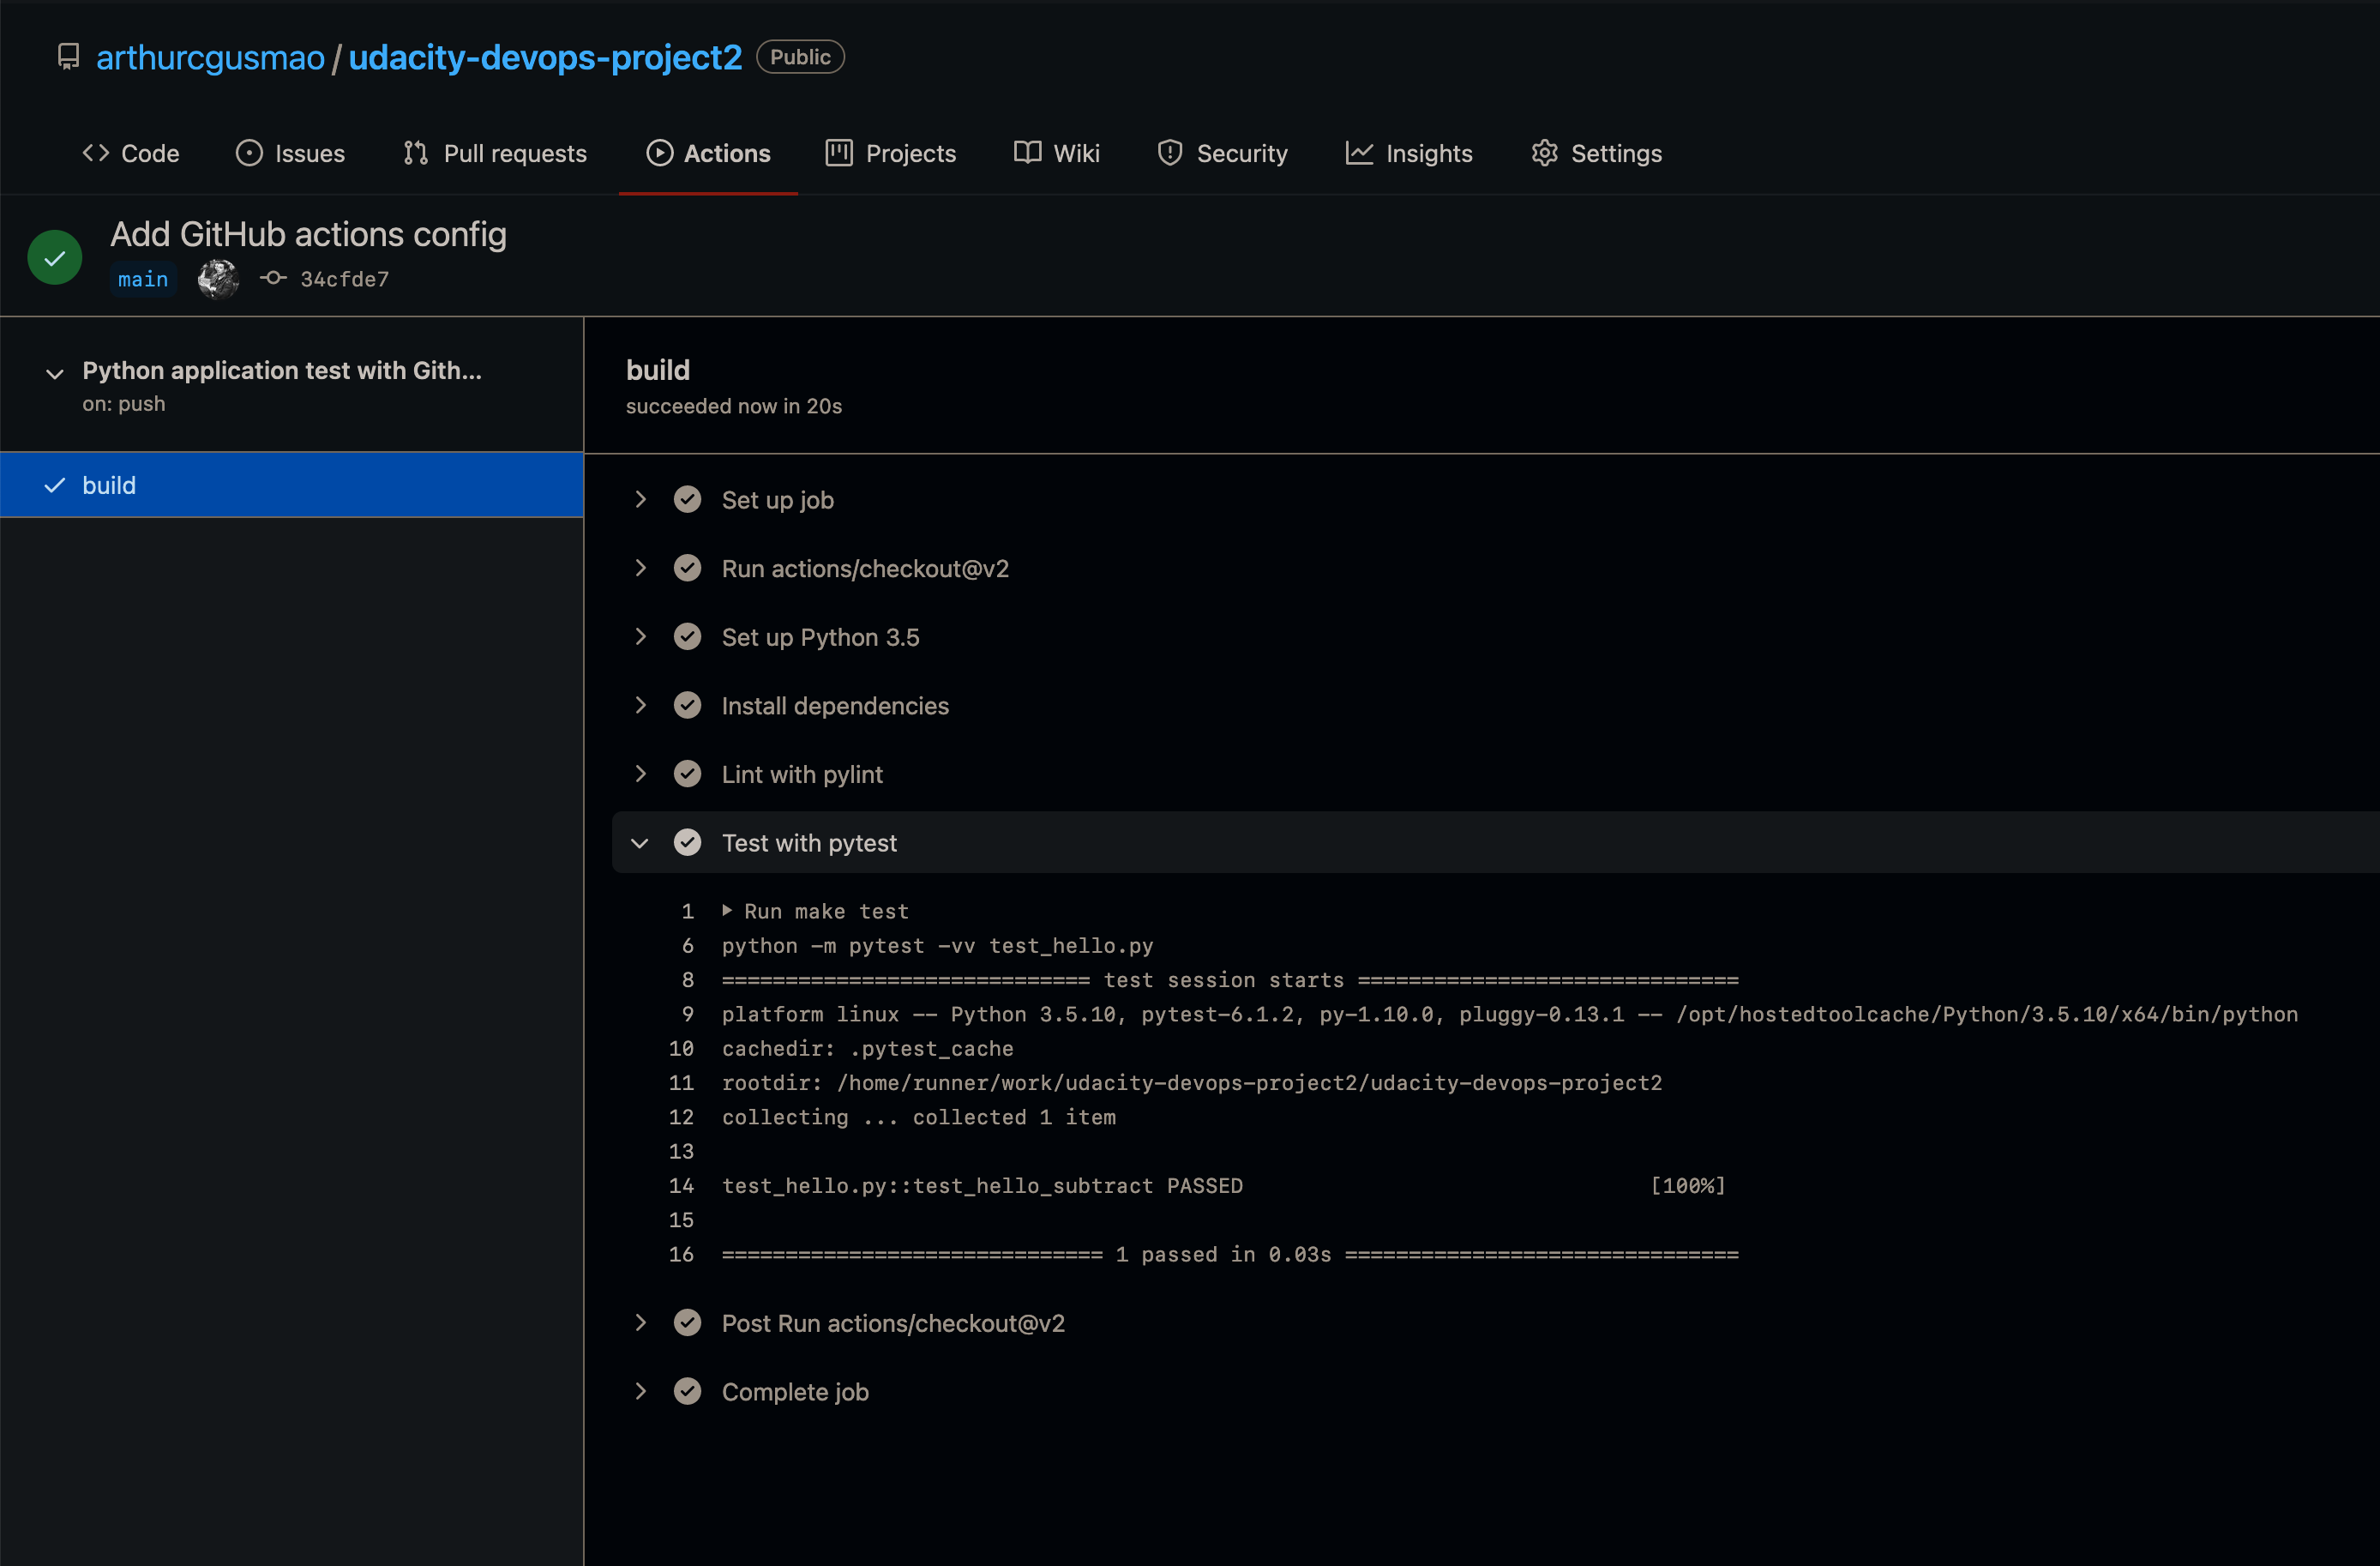 arthurcgusmao / udacity-devops-project2 Public
Code Issues Pull requests Actions Projects Wiki Security Insights Settings
Add GitHub actions config
main 34cfde7
Python application test with Gith...
on: push
build
build
succeeded now in 20s
Set up job
Run actions/checkout@v2
Set up Python 3.5
Install dependencies
Lint with pylint
Test with pytest
1 Run make test
6 python -m pytest -vv test_hello.py
8 ============================= test session starts ==============================
9 platform linux -- Python 3.5.10, pytest-6.1.2, py-1.10.0, pluggy-0.13.1 -- /opt/hostedtoolcache/Python/3.5.10/x64/bin/python
10 cachedir: .pytest_cache
11 rootdir: /home/runner/work/udacity-devops-project2/udacity-devops-project2
12 collecting ... collected 1 item
13
14 test_hello.py::test_hello_subtract PASSED [100%]
15
16 ============================== 1 passed in 0.03s ===============================
Post Run actions/checkout@v2
Complete job